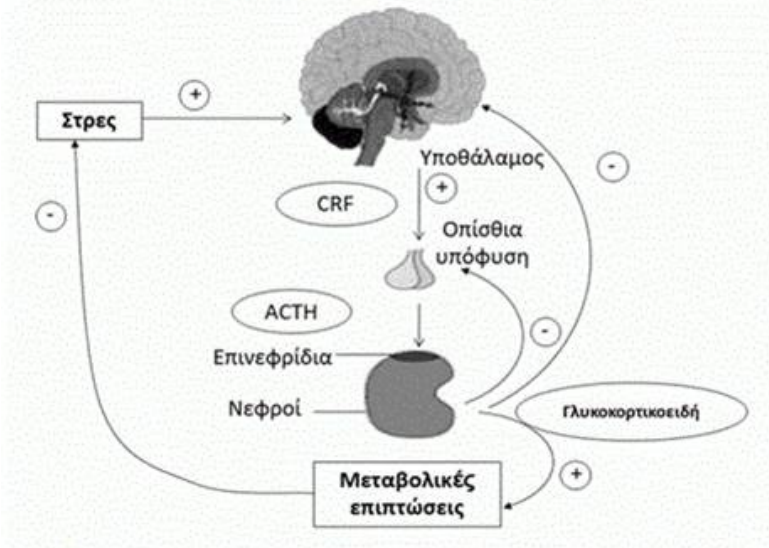 +
Στρες
Υποθάλαμος
-
+
-
CRF
Οπίσθια
υπόφυση
ACTH
-
Επινεφρίδια
Νεφροί
Γλυκοκορτικοειδή
+
Μεταβολικές
επιπτώσεις